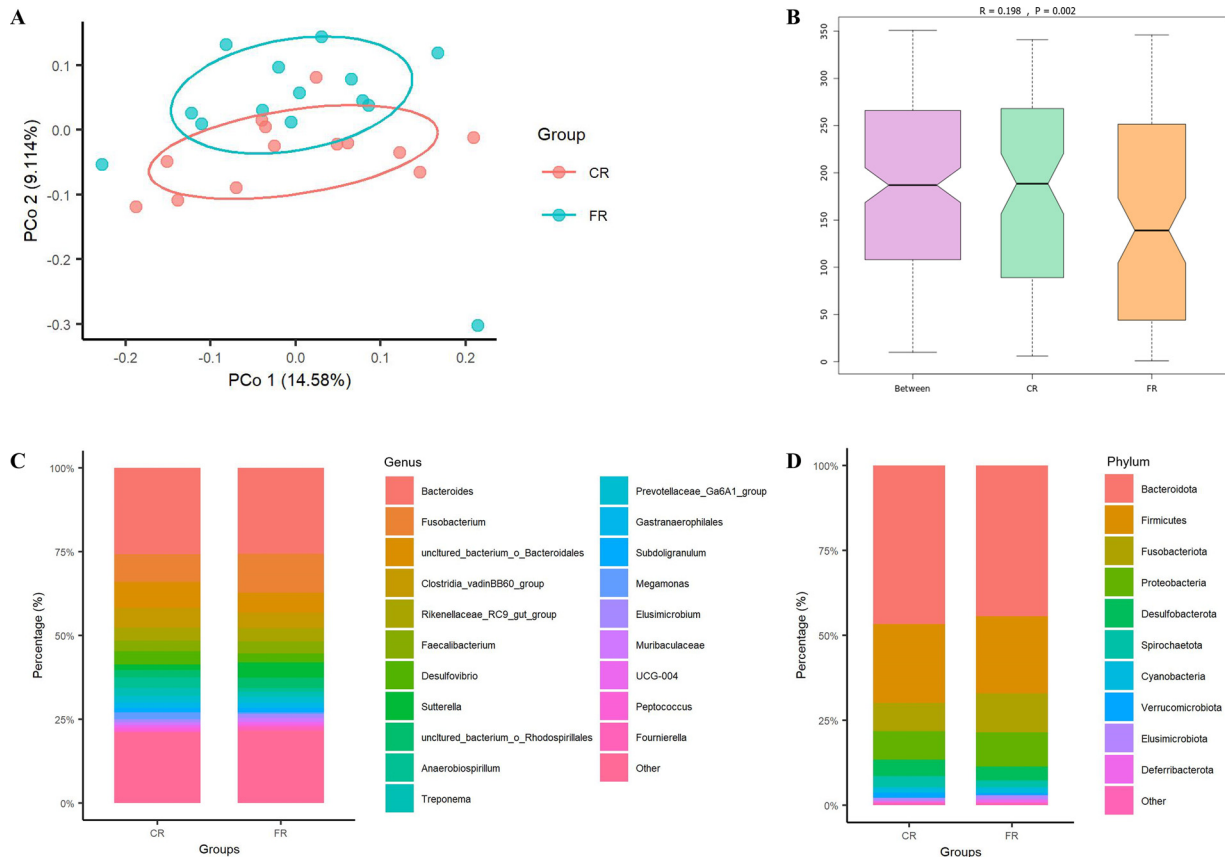 A
PCo 2 (9.114%)
0.1
0.0
-0.1
-0.2
-0.3
-0.2
-0.1
0.0
0.1
0.2
PCo 1 (14.58%)
Group
CR
FR
B
R = 0.198 , P = 0.002
350
300
250
200
150
100
50
0
Between
CR
FR
C
Percentage (%)
100%
75%
50%
25%
0%
CR
FR
Groups
Genus
Bacteroides
Fusobacterium
uncltured_bacterium_o_Bacteroidales
Clostridia_vadinBB60_group
Rikenellaceae_RC9_gut_group
Faecalibacterium
Desulfovibrio
Sutterella
uncltured_bacterium_o_Rhodospirillales
Anaerobiospirillum
Treponema
Prevotellaceae_Ga6A1_group
Gastranaerophilales
Subdoligranulum
Megamonas
Elusimicrobium
Muribaculaceae
UCG-004
Peptococcus
Fournierella
Other
D
Percentage (%)
100%
75%
50%
25%
0%
CR
FR
Groups
Phylum
Bacteroidota
Firmicutes
Fusobacteriota
Proteobacteria
Desulfobacterota
Spirochaetota
Cyanobacteria
Verrucomicrobiota
Elusimicrobiota
Deferribacterota
Other